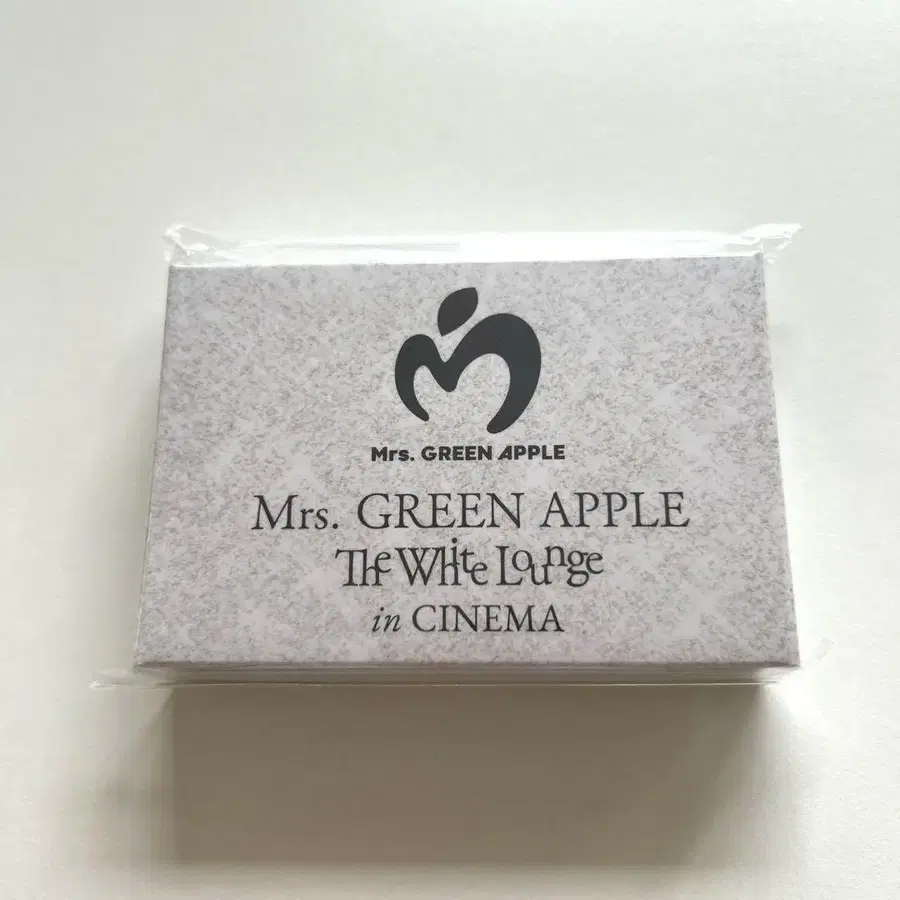 Mrs. GREEN APPLE
Mrs. GREEN APPLE
The White Lounge
in CINEMA